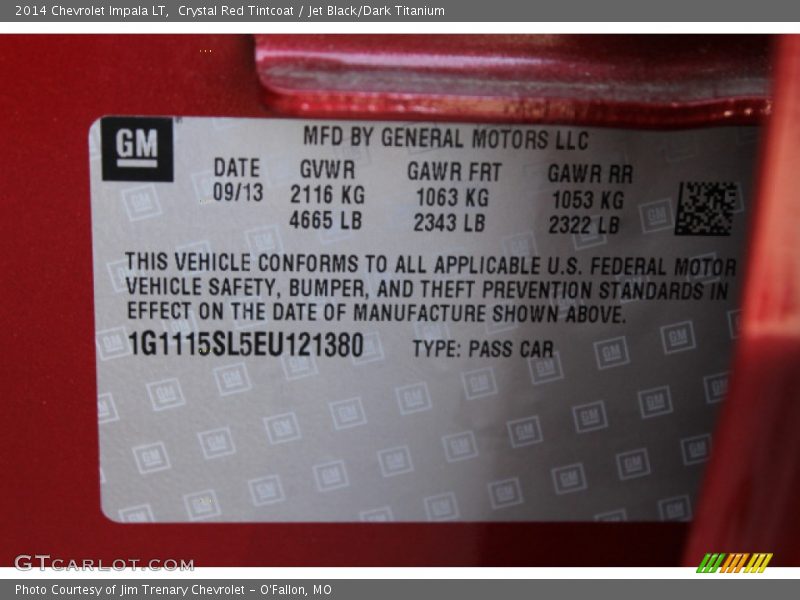 2014 Chevrolet Impala LT, Crystal Red Tintcoat / Jet Black/Dark Titanium
GM
MFD BY GENERAL MOTORS LLC
DATE GVWR GAWR FRT GAWR RR
09/13 2116 KG 1063 KG 1053 KG
4665 LB 2343 LB 2322 LB
THIS VEHICLE CONFORMS TO ALL APPLICABLE U.S. FEDERAL MOTOR
VEHICLE SAFETY, BUMPER, AND THEFT PREVENTION STANDARDS IN
EFFECT ON THE DATE OF MANUFACTURE SHOWN ABOVE.
1G1115SL5EU121380 TYPE: PASS CAR
GTCARLOT.COM
Photo Courtesy of Jim Trenary Chevrolet - O'Fallon, MO